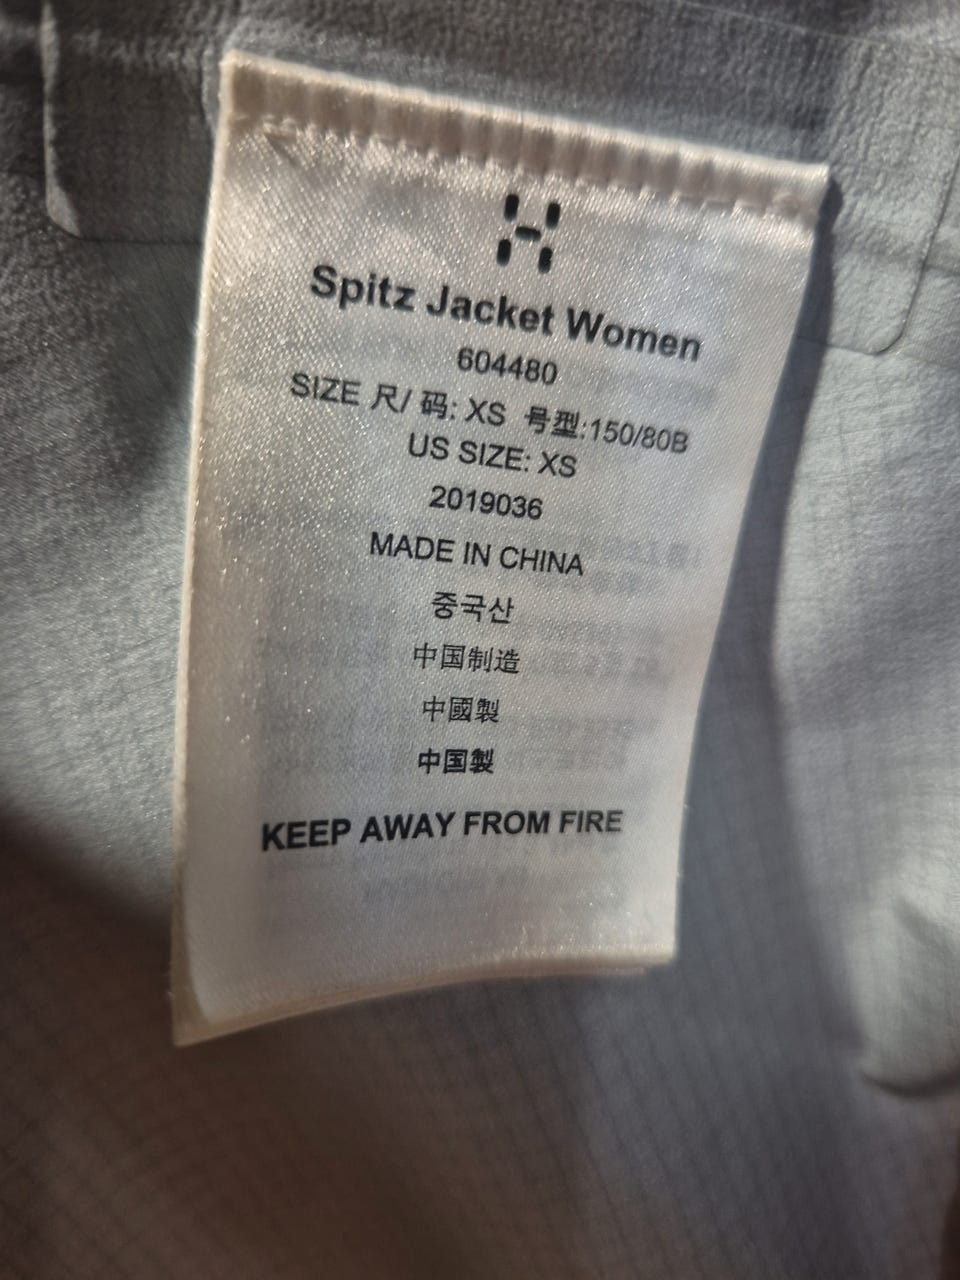 Spitz Jacket Women
604480
SIZE 尺/ 码: XS 号型:150/80B
US SIZE: XS
2019036
MADE IN CHINA
중국산
中国制造
中國製
中国製
KEEP AWAY FROM FIRE